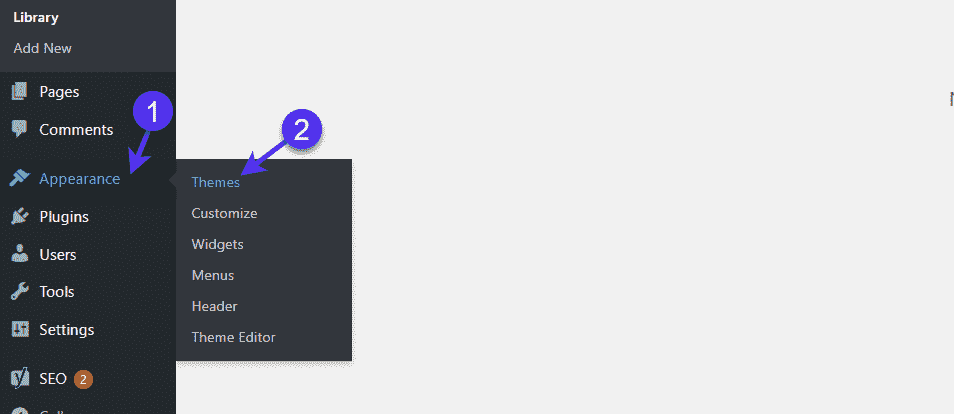 Library
Add New
Pages
Comments
Appearance
Plugins
Users
Tools
Settings
SEO 2
1
2
Themes
Customize
Widgets
Menus
Header
Theme Editor